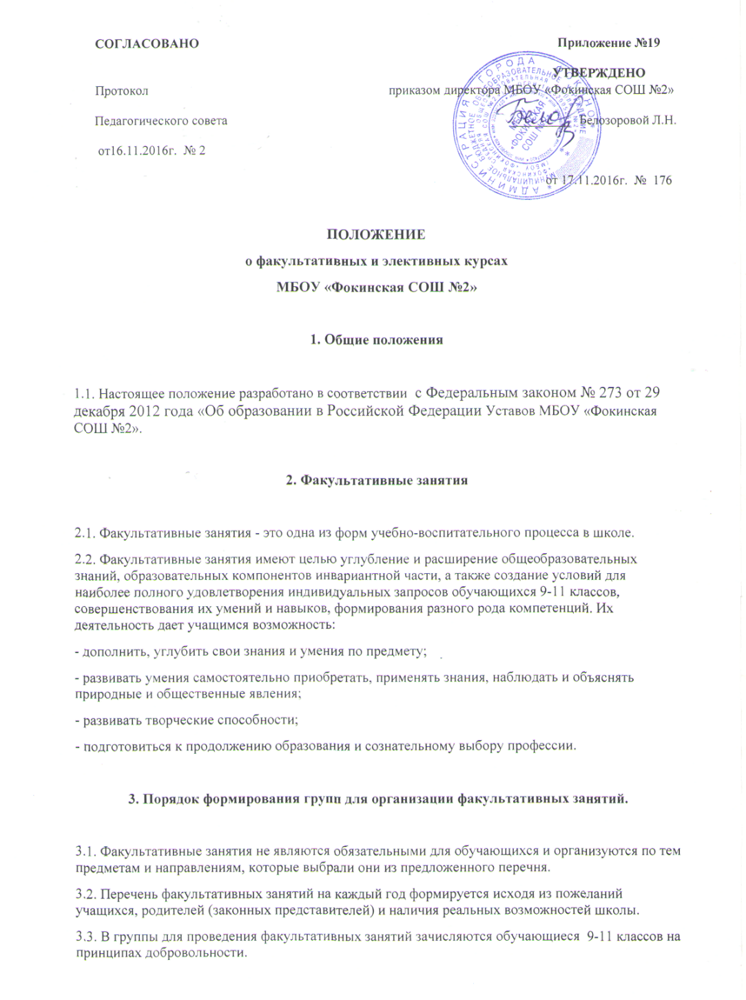 СОГЛАСОВАНО
Приложение №19
УТВЕРЖДЕНО
Протокол
приказом директора МБОУ «Фокинская СОШ №2»
Педагогического совета
Белозоровой Л.Н.
от16.11.2016г. № 2
от 17.11.2016г. № 176
АДМИНИСТРАЦИЯ ГОРОДА ФОКИНО
МБОУ
«ФОКИНСКАЯ
СОШ №2»
ПОЛОЖЕНИЕ
о факультативных и элективных курсах
МБОУ «Фокинская СОШ №2»
1. Общие положения
1.1. Настоящее положение разработано в соответствии с Федеральным законом № 273 от 29
декабря 2012 года «Об образовании в Российской Федерации Уставов МБОУ «Фокинская
СОШ №2».
2. Факультативные занятия
2.1. Факультативные занятия - это одна из форм учебно-воспитательного процесса в школе.
2.2. Факультативные занятия имеют целью углубление и расширение общеобразовательных
знаний, образовательных компонентов инвариантной части, а также создание условий для
наиболее полного удовлетворения индивидуальных запросов обучающихся 9-11 классов,
совершенствования их умений и навыков, формирования разного рода компетенций. Их
деятельность дает учащимся возможность:
- дополнить, углубить свои знания и умения по предмету;
- развивать умения самостоятельно приобретать, применять знания, наблюдать и объяснять
природные и общественные явления;
- развивать творческие способности;
- подготовиться к продолжению образования и сознательному выбору профессии.
3. Порядок формирования групп для организации факультативных занятий.
3.1. Факультативные занятия не являются обязательными для обучающихся и организуются по тем
предметам и направлениям, которые выбрали они из предложенного перечня.
3.2. Перечень факультативных занятий на каждый год формируется исходя из пожеланий
учащихся, родителей (законных представителей) и наличия реальных возможностей школы.
3.3. В группы для проведения факультативных занятий зачисляются обучающиеся 9-11 классов на
принципах добровольности.